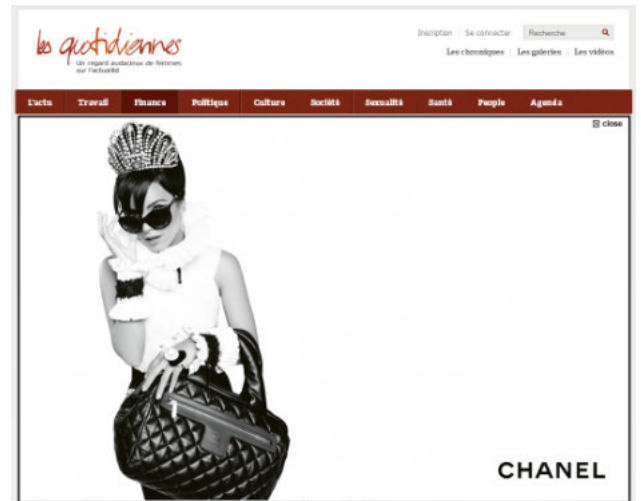 les quotidiennes
Un regard audacieux de femmes
sur l'actualité
Inscription Se connecter Recherche
Les chroniques Les galeries Les vidéos
L'actu Travail Finance Politique Culture Société Sexualité Santé People Agenda
close
CHANEL